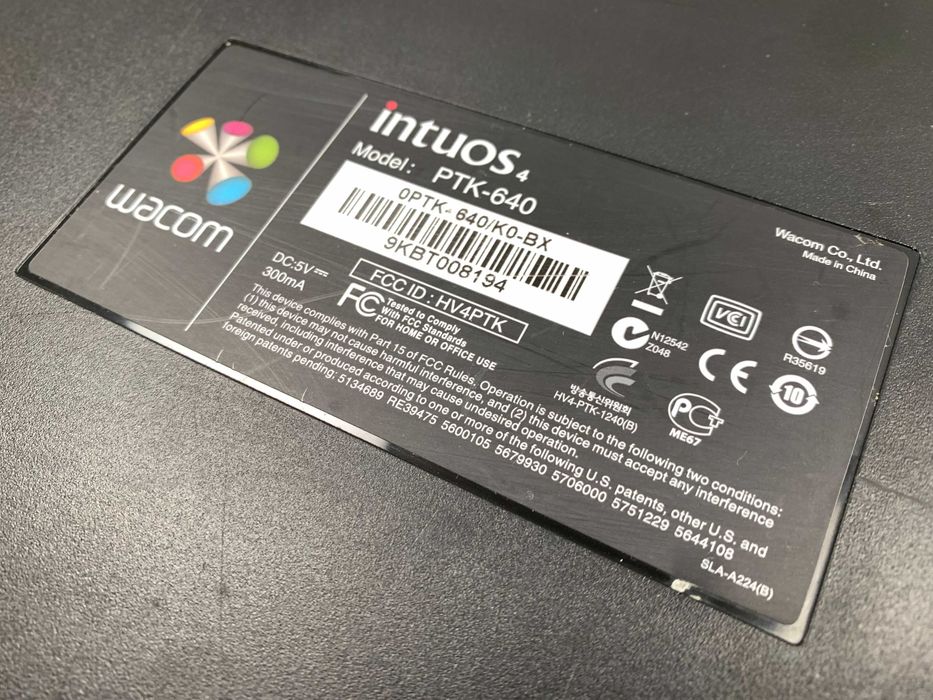 wacom
intuos4
Model: PTK-640
0PTK-640/K0-BX
9KBT008194
DC:5V
300mA
FCC ID : HV4PTK
FC Tested to Comply
With FCC Standards
FOR HOME OR OFFICE USE
This device complies with Part 15 of FCC Rules. Operation is subject to the following two conditions:
(1) this device may not cause harmful interference, and (2) this device must accept any interference
received, including interference that may cause undesired operation.
Patented under or produced according to one or more of the following U.S. patents, other U.S. and
foreign patents pending: 5134689 RE39475 5600105 5679930 5706000 5751229 5644108
SLA-A224(B)
Wacom Co., Ltd.
Made in China
N12542
Z048
VCI
R35619
CE
10
방송통신위원회
HV4-PTK-1240(B)
PCT
ME67